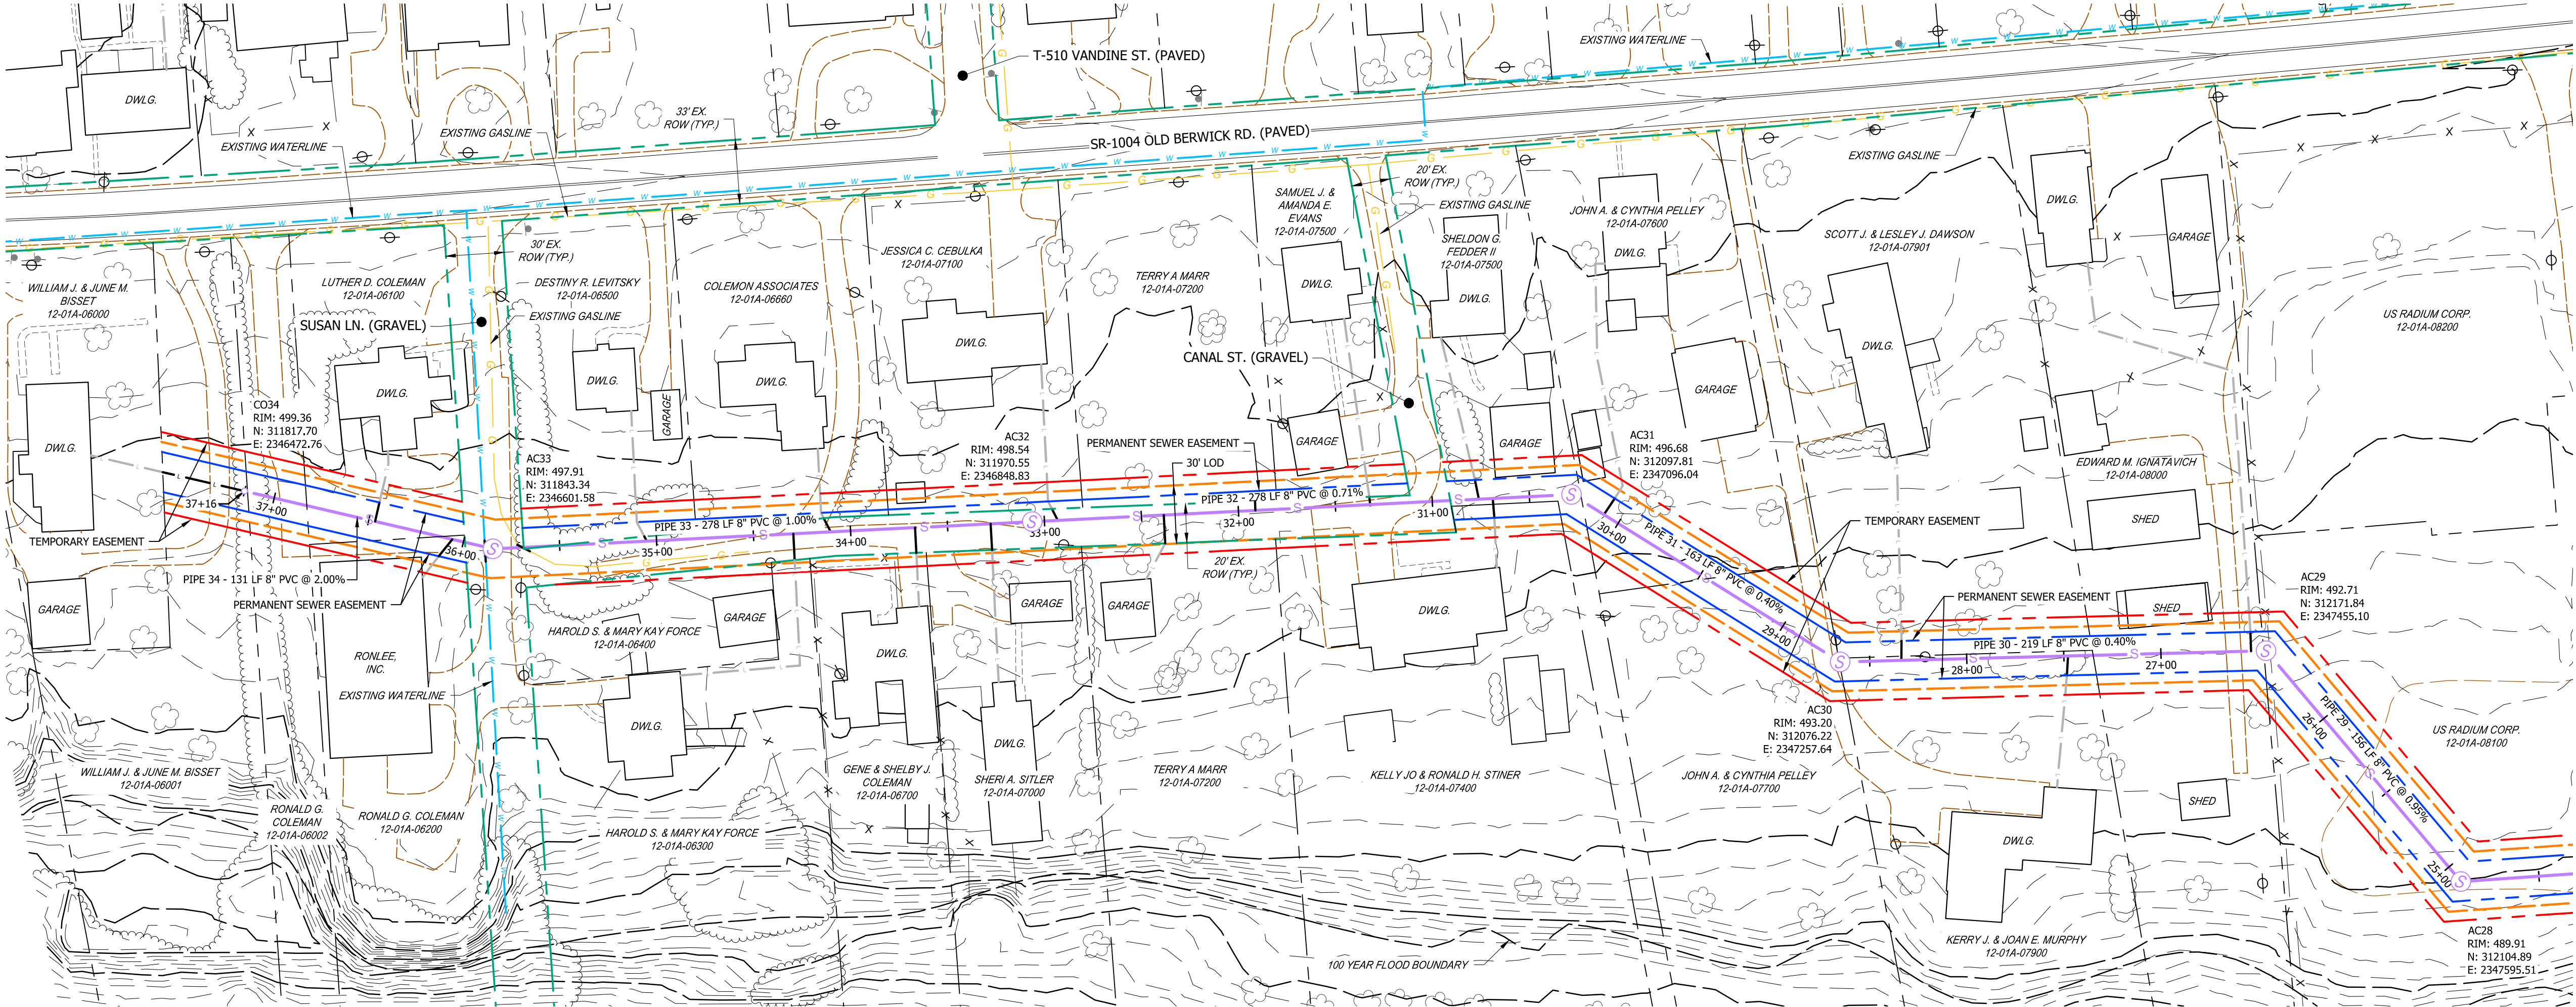 T-510 VANDINE ST. (PAVED)
EXISTING WATERLINE
DWLG.
33' EX.
ROW (TYP.)
EXISTING GASLINE
EXISTING WATERLINE
SR-1004 OLD BERWICK RD. (PAVED)
EXISTING GASLINE
20' EX.
ROW (TYP.)
EXISTING GASLINE
SAMUEL J. &
AMANDA E.
EVANS
12-01A-07500
JOHN A. & CYNTHIA PELLEY
12-01A-07600
DWLG.
DWLG.
GARAGE
SCOTT J. & LESLEY J. DAWSON
12-01A-07901
SHELDON G.
FEDDER II
12-01A-07500
DWLG.
30' EX.
ROW (TYP.)
JESSICA C. CEBULKA
12-01A-07100
TERRY A MARR
12-01A-07200
DWLG.
WILLIAM J. & JUNE M.
BISSET
12-01A-06000
LUTHER D. COLEMAN
12-01A-06100
DESTINY R. LEVITSKY
12-01A-06500
COLEMON ASSOCIATES
12-01A-06660
EXISTING GASLINE
SUSAN LN. (GRAVEL)
US RADIUM CORP.
12-01A-08200
DWLG.
DWLG.
CANAL ST. (GRAVEL)
DWLG.
DWLG.
DWLG.
GARAGE
GARAGE
CO34
RIM: 499.36
N: 311817.70
E: 2346472.76
DWLG.
AC33
RIM: 497.91
N: 311843.34
E: 2346601.58
AC32
RIM: 498.54
N: 311970.55
E: 2346848.83
PERMANENT SEWER EASEMENT
30' LOD
GARAGE
GARAGE
AC31
RIM: 496.68
N: 312097.81
E: 2347096.04
EDWARD M. IGNATAVICH
12-01A-08000
SHED
37+16
37+00
36+00
PIPE 33 - 278 LF 8" PVC @ 1.00%
35+00
34+00
33+00
PIPE 32 - 278 LF 8" PVC @ 0.71%
32+00
31+00
30+00
PIPE 31 - 163 LF 8" PVC @ 0.40%
29+00
TEMPORARY EASEMENT
TEMPORARY EASEMENT
PIPE 34 - 131 LF 8" PVC @ 2.00%
PERMANENT SEWER EASEMENT
20' EX.
ROW (TYP.)
PERMANENT SEWER EASEMENT
SHED
AC29
RIM: 492.71
N: 312171.84
E: 2347455.10
PIPE 30 - 219 LF 8" PVC @ 0.40%
28+00
27+00
GARAGE
GARAGE
GARAGE
GARAGE
DWLG.
HAROLD S. & MARY KAY FORCE
12-01A-06400
RONLEE,
INC.
DWLG.
EXISTING WATERLINE
DWLG.
DWLG.
AC30
RIM: 493.20
N: 312076.22
E: 2347257.64
26+00
PIPE 29 - 156 LF 8" PVC @ 0.95%
25+00
US RADIUM CORP.
12-01A-08100
WILLIAM J. & JUNE M. BISSET
12-01A-06001
GENE & SHELBY J.
COLEMAN
12-01A-06700
SHERI A. SITLER
12-01A-07000
TERRY A MARR
12-01A-07200
KELLY JO & RONALD H. STINER
12-01A-07400
JOHN A. & CYNTHIA PELLEY
12-01A-07700
SHED
RONALD G.
COLEMAN
12-01A-06002
RONALD G. COLEMAN
12-01A-06200
HAROLD S. & MARY KAY FORCE
12-01A-06300
DWLG.
KERRY J. & JOAN E. MURPHY
12-01A-07900
100 YEAR FLOOD BOUNDARY
AC28
RIM: 489.91
N: 312104.89
E: 2347595.51